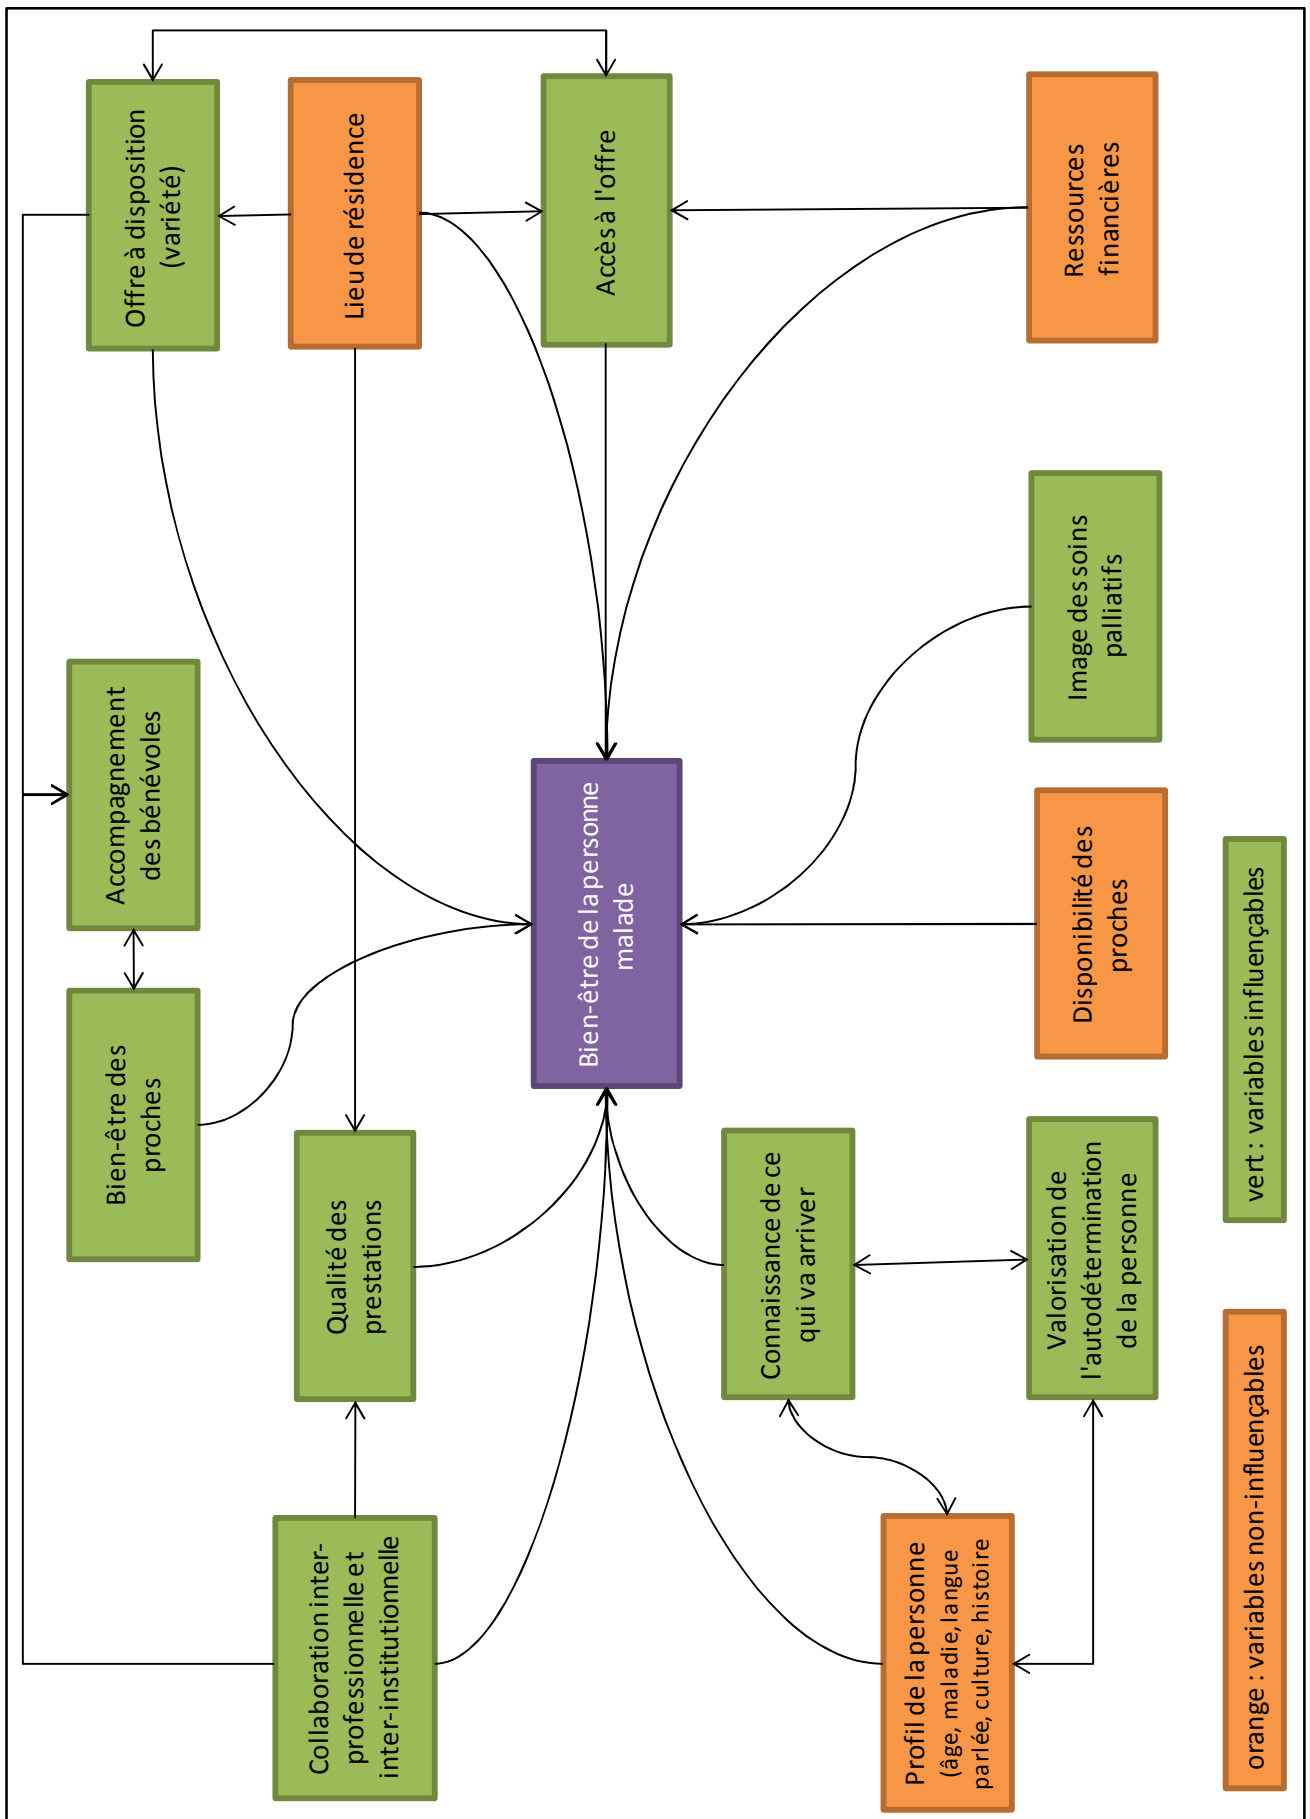 Collaboration inter-
professionnelle et
inter-institutionnelle
Bien-être des
proches
Accompagnement
des bénévoles
Offre à disposition
(variété)
Qualité des
prestations
Lieu de résidence
Bien-être de la personne
malade
Accès à l'offre
Connaissance de ce
qui va arriver
Profil de la personne
(âge, maladie, langue
parlée, culture, histoire
Valorisation de
l'autodétermination
de la personne
Disponibilité des
proches
Image des soins
palliatifs
Ressources
financières
orange : variables non-influençables
vert : variables influençables